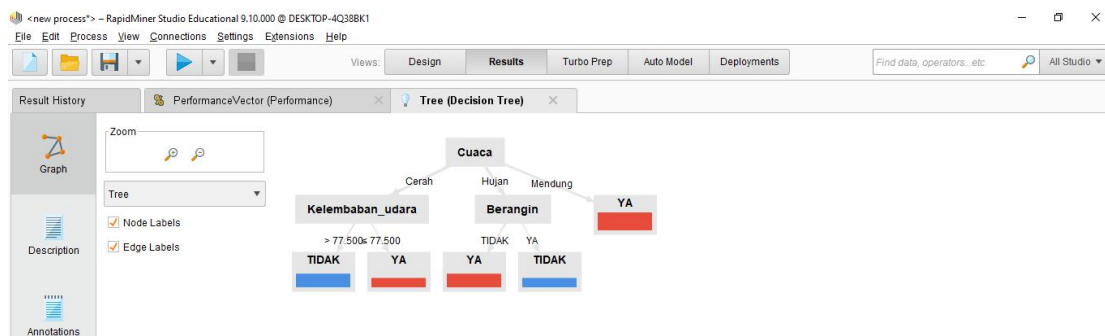 <new process*> – RapidMiner Studio Educational 9.10.000 @ DESKTOP-4Q38BK1
File Edit Process View Connections Settings Extensions Help
Views: Design Results Turbo Prep Auto Model Deployments Find data, operators...etc All Studio
Result History PerformanceVector (Performance) Tree (Decision Tree)
Zoom
Graph
Tree
Node Labels
Edge Labels
Description
Annotations
Cuaca
Cerah Hujan Mendung
Kelembaban_udara Berangin YA
> 77.500 ≤ 77.500 TIDAK YA
TIDAK YA YA TIDAK